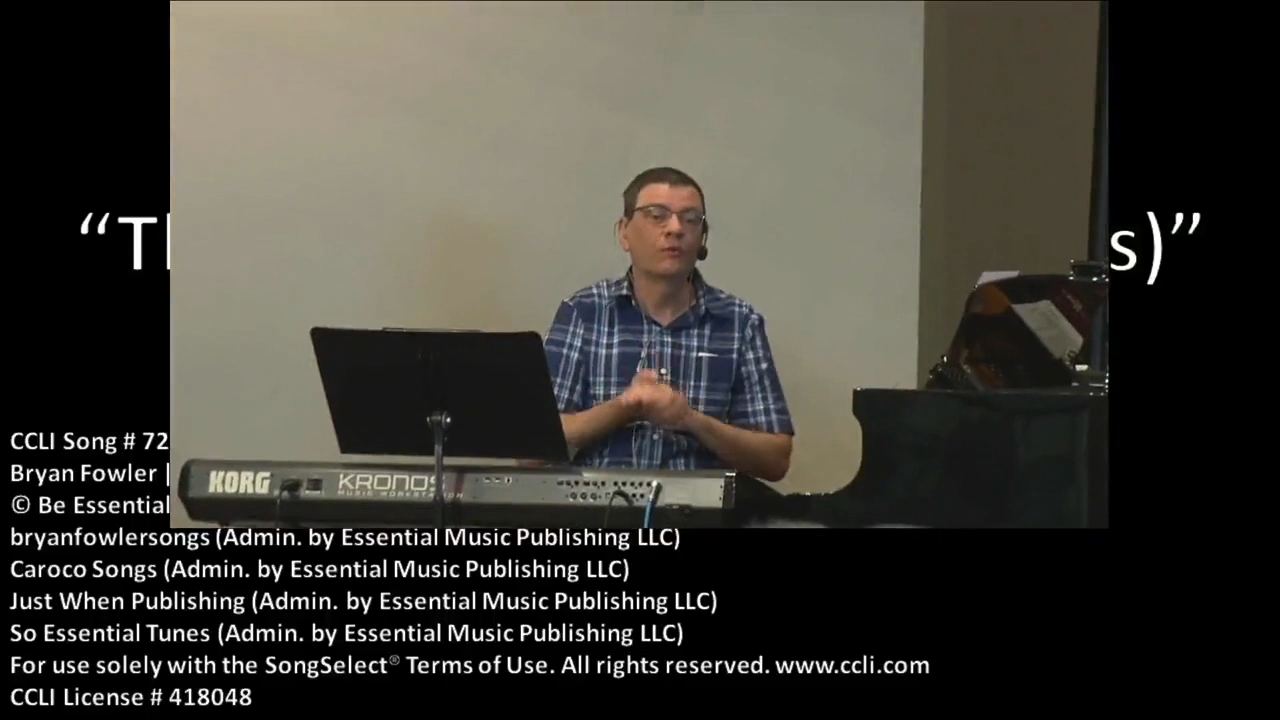 “Th
s)”
CCLI Song # 72
Bryan Fowler |
© Be Essential
KORG
KRONOS
MUSIC WORKSTATION
bryanfowlersongs (Admin. by Essential Music Publishing LLC)
Caroco Songs (Admin. by Essential Music Publishing LLC)
Just When Publishing (Admin. by Essential Music Publishing LLC)
So Essential Tunes (Admin. by Essential Music Publishing LLC)
For use solely with the SongSelect® Terms of Use. All rights reserved. www.ccli.com
CCLI License # 418048